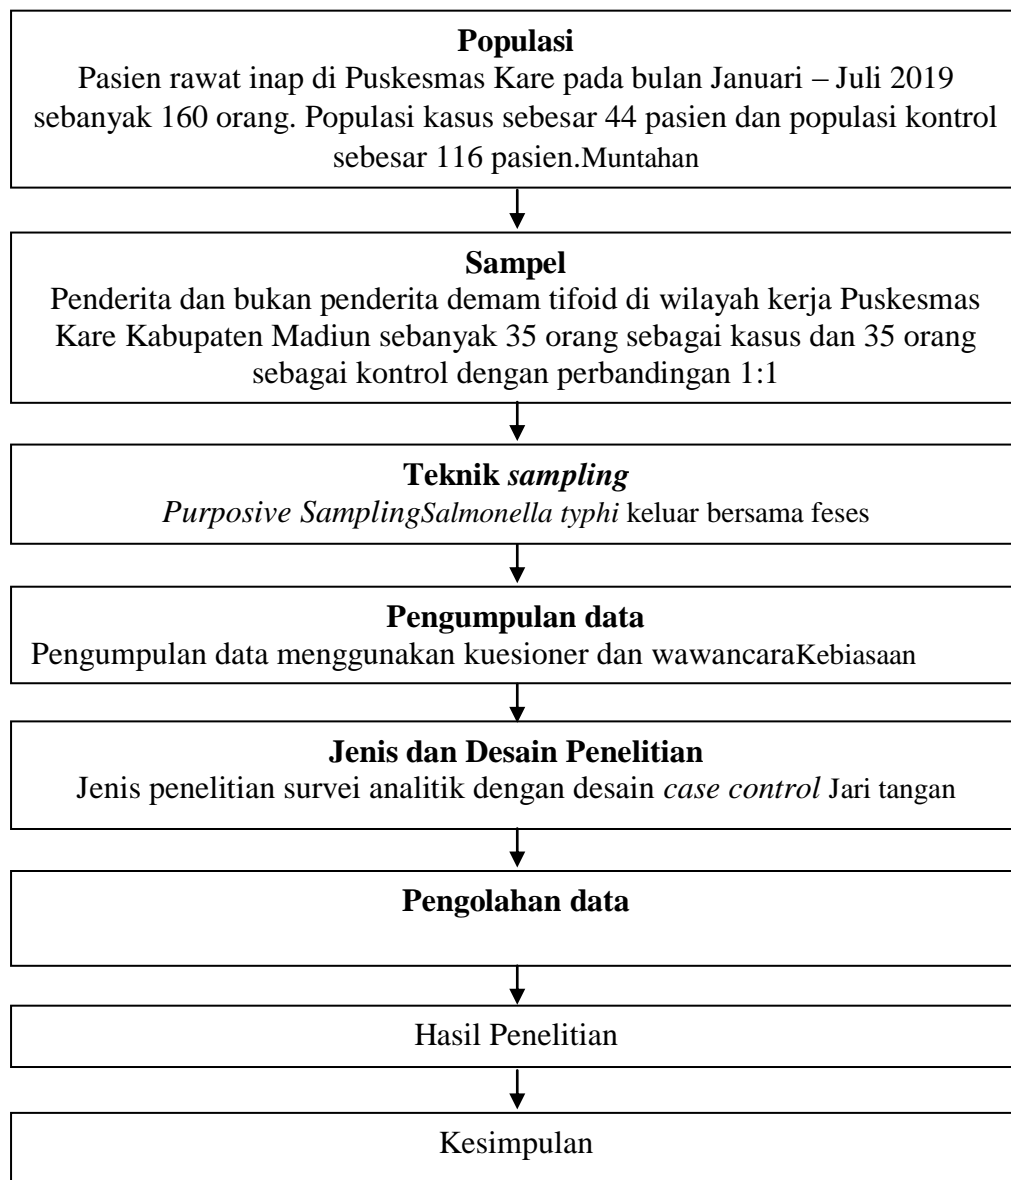 Populasi
Pasien rawat inap di Puskesmas Kare pada bulan Januari – Juli 2019
sebanyak 160 orang. Populasi kasus sebesar 44 pasien dan populasi kontrol
sebesar 116 pasien.Muntahan
Sampel
Penderita dan bukan penderita demam tifoid di wilayah kerja Puskesmas
Kare Kabupaten Madiun sebanyak 35 orang sebagai kasus dan 35 orang
sebagai kontrol dengan perbandingan 1:1
Teknik sampling
Purposive SamplingSalmonella typhi keluar bersama feses
Pengumpulan data
Pengumpulan data menggunakan kuesioner dan wawancaraKebiasaan
Jenis dan Desain Penelitian
Jenis penelitian survei analitik dengan desain case control Jari tangan
Pengolahan data
Hasil Penelitian
Kesimpulan